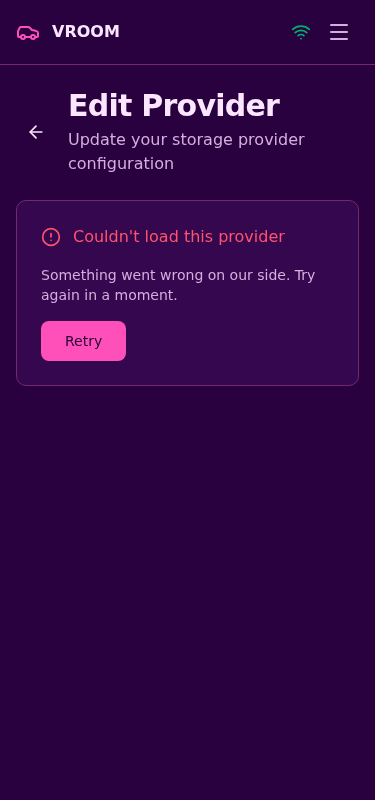 VROOM
Edit Provider
Update your storage provider
configuration
Couldn't load this provider
Something went wrong on our side. Try
again in a moment.
Retry